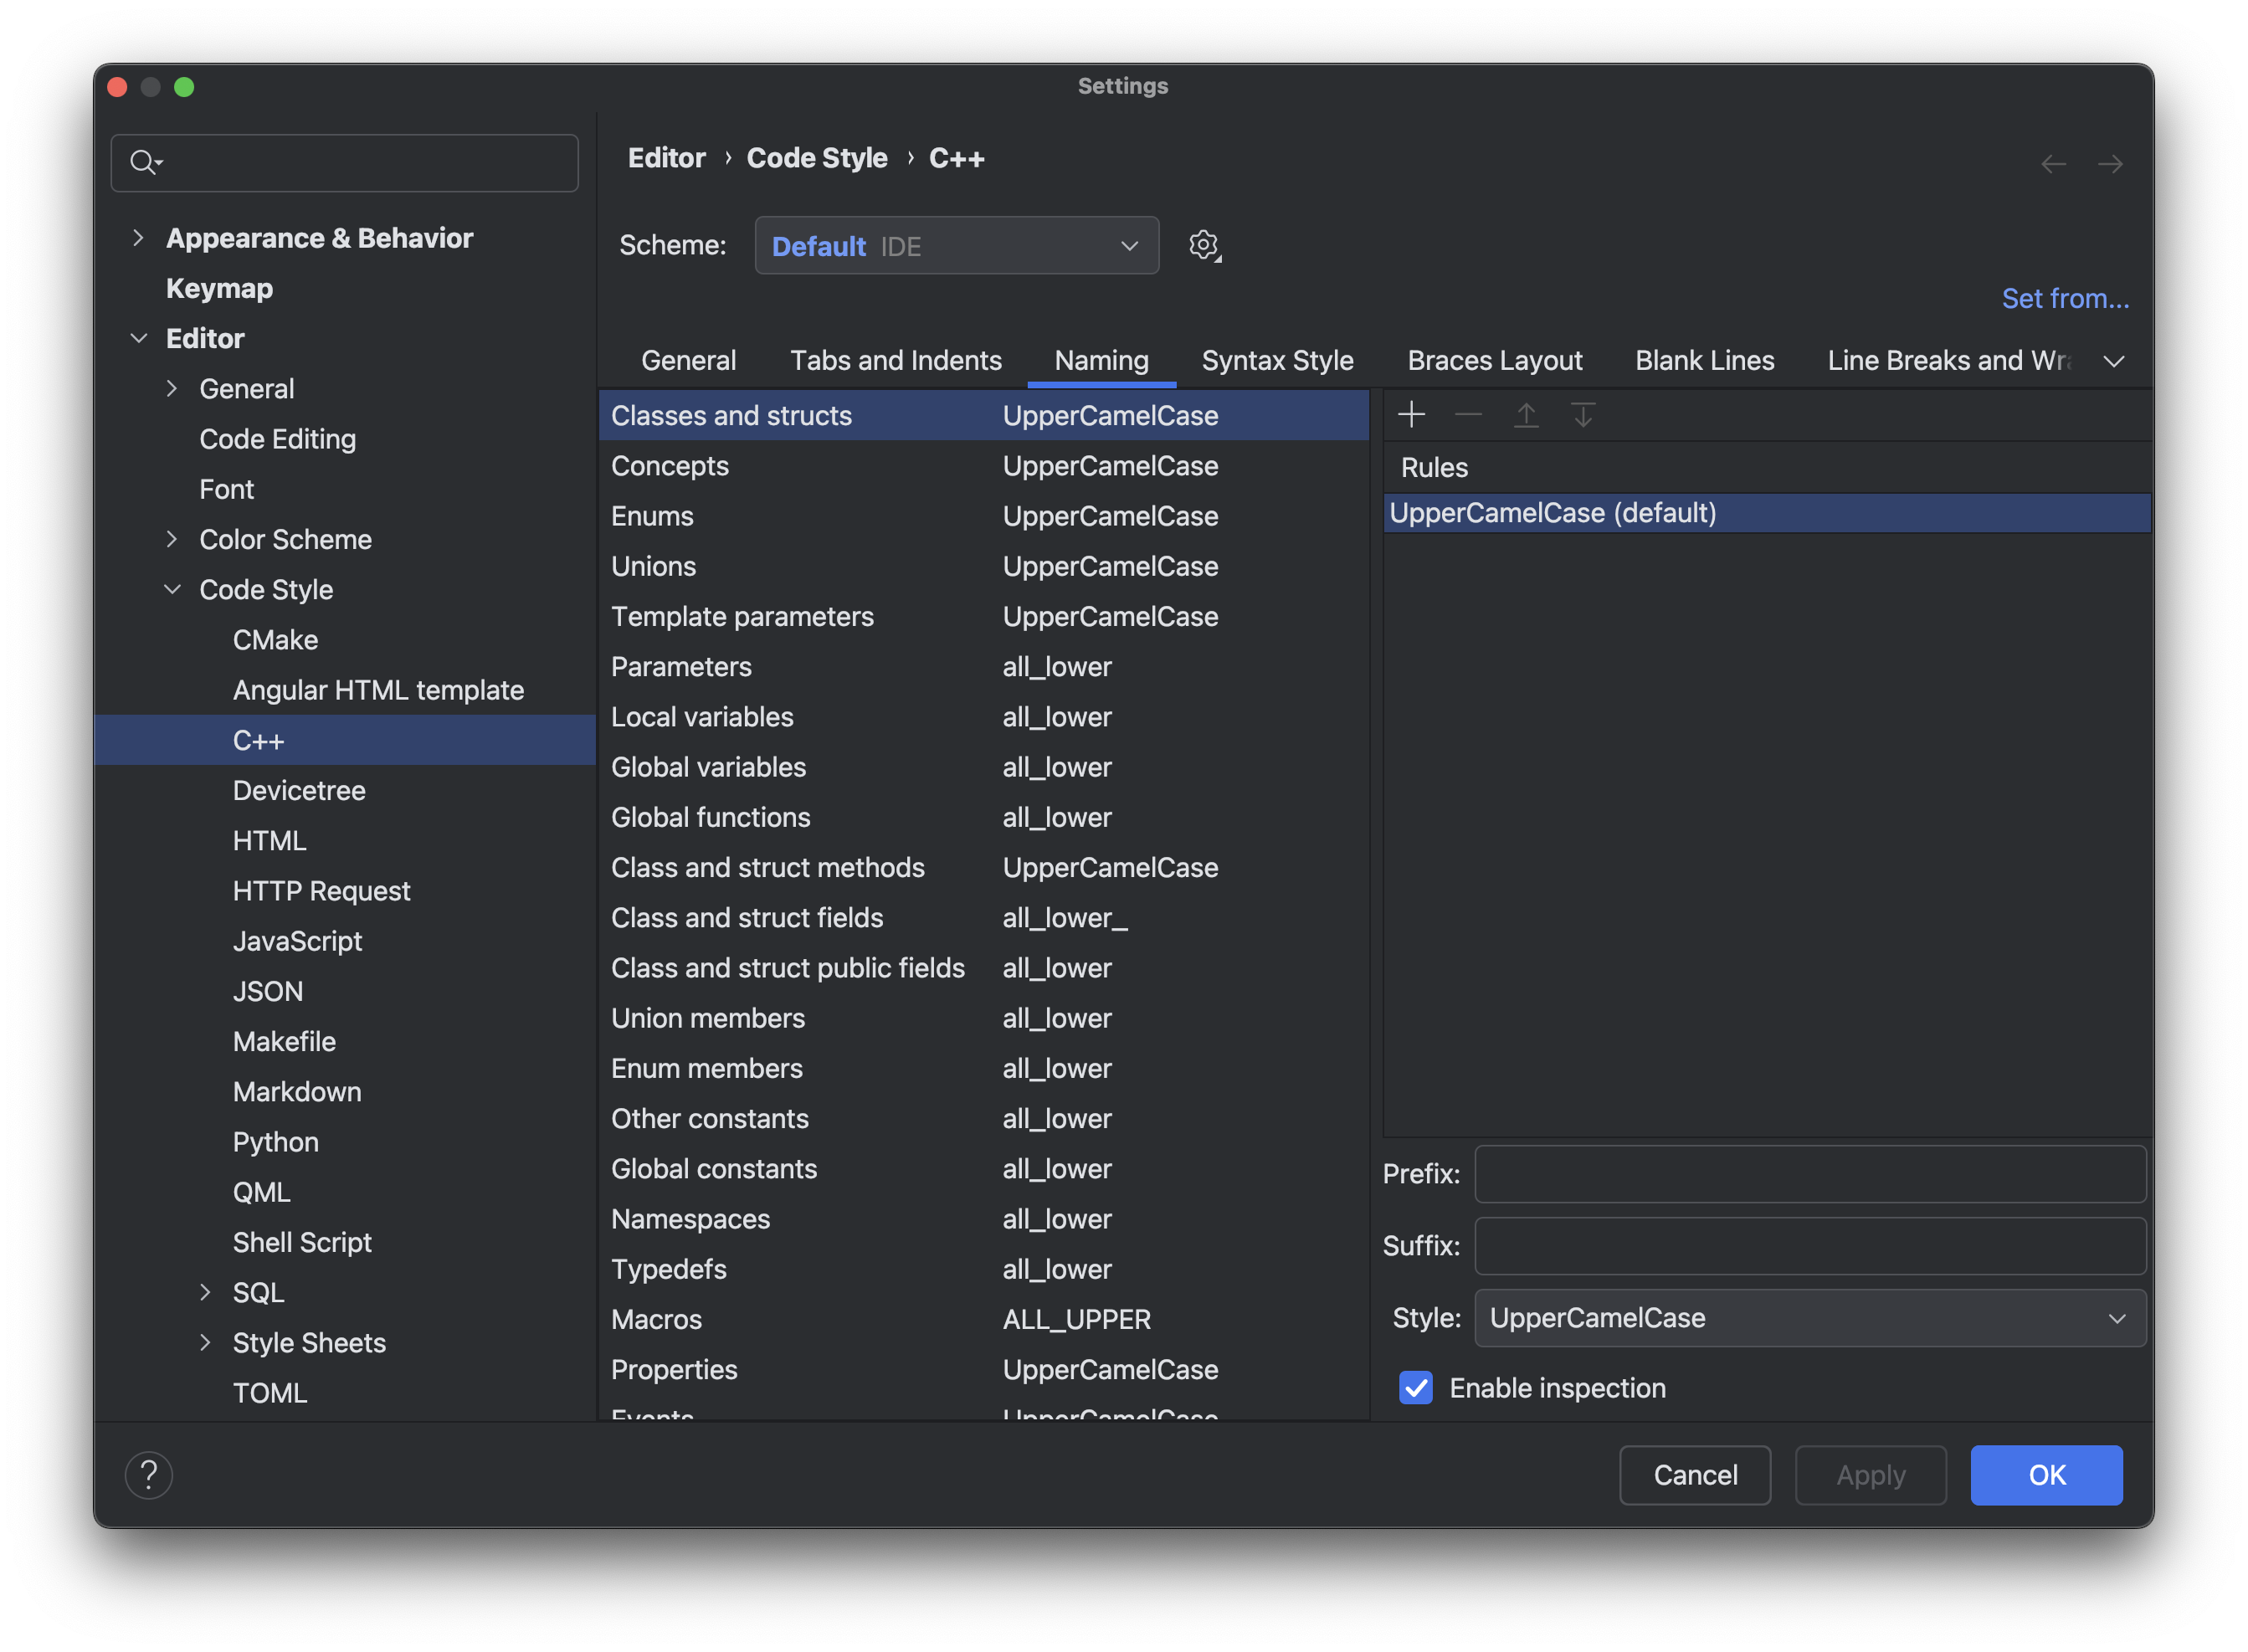 Settings
Appearance & Behavior
Keymap
Editor
General
Code Editing
Font
Color Scheme
Code Style
CMake
Angular HTML template
C++
Devicetree
HTML
HTTP Request
JavaScript
JSON
Makefile
Markdown
Python
QML
Shell Script
SQL
Style Sheets
TOML
?
Editor › Code Style › C++
Scheme: Default IDE
Set from...
General Tabs and Indents Naming Syntax Style Braces Layout Blank Lines Line Breaks and Wra
Classes and structs UpperCamelCase
Concepts UpperCamelCase
Enums UpperCamelCase
Unions UpperCamelCase
Template parameters UpperCamelCase
Parameters all_lower
Local variables all_lower
Global variables all_lower
Global functions all_lower
Class and struct methods UpperCamelCase
Class and struct fields all_lower_
Class and struct public fields all_lower
Union members all_lower
Enum members all_lower
Other constants all_lower
Global constants all_lower
Namespaces all_lower
Typedefs all_lower
Macros ALL_UPPER
Properties UpperCamelCase
Events UpperCamelCase
Rules
UpperCamelCase (default)
Prefix:
Suffix:
Style: UpperCamelCase
Enable inspection
Cancel Apply OK